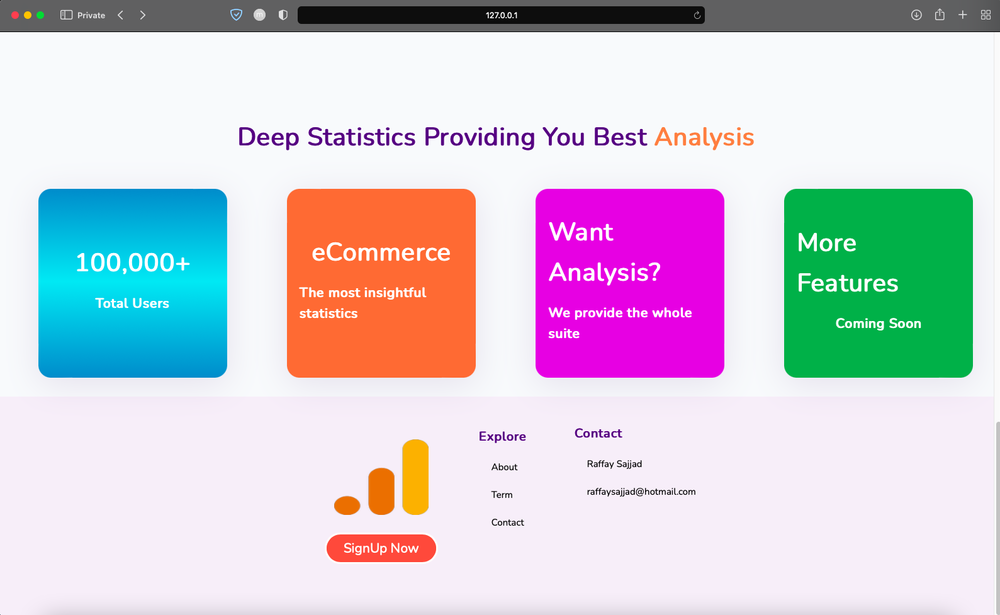 Private
127.0.0.1
Deep Statistics Providing You Best Analysis
100,000+
Total Users
eCommerce
The most insightful
statistics
Want
Analysis?
We provide the whole
suite
More
Features
Coming Soon
SignUp Now
Explore
About
Term
Contact
Contact
Raffay Sajjad
raffaysajjad@hotmail.com